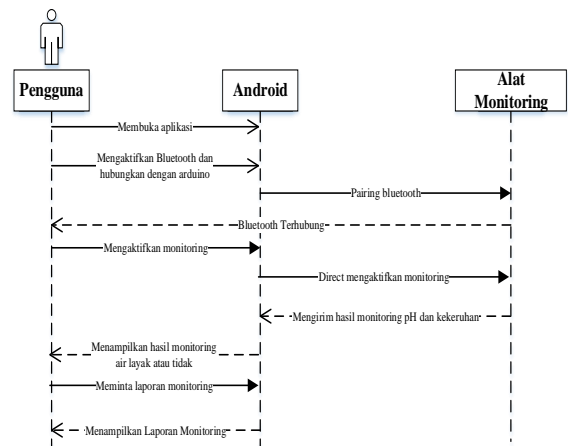 Pengguna
Android
Alat
Monitoring
Membuka aplikasi
Mengaktifkan Bluetooth dan
hubungkan dengan arduino
Pairing bluetooth
Bluetooth Terhubung
Mengaktifkan monitoring
Direct mengaktifkan monitoring
Mengirim hasil monitoring pH dan kekeruhan
Menampilkan hasil monitoring
air layak atau tidak
Meminta laporan monitoring
Menampilkan Laporan Monitoring